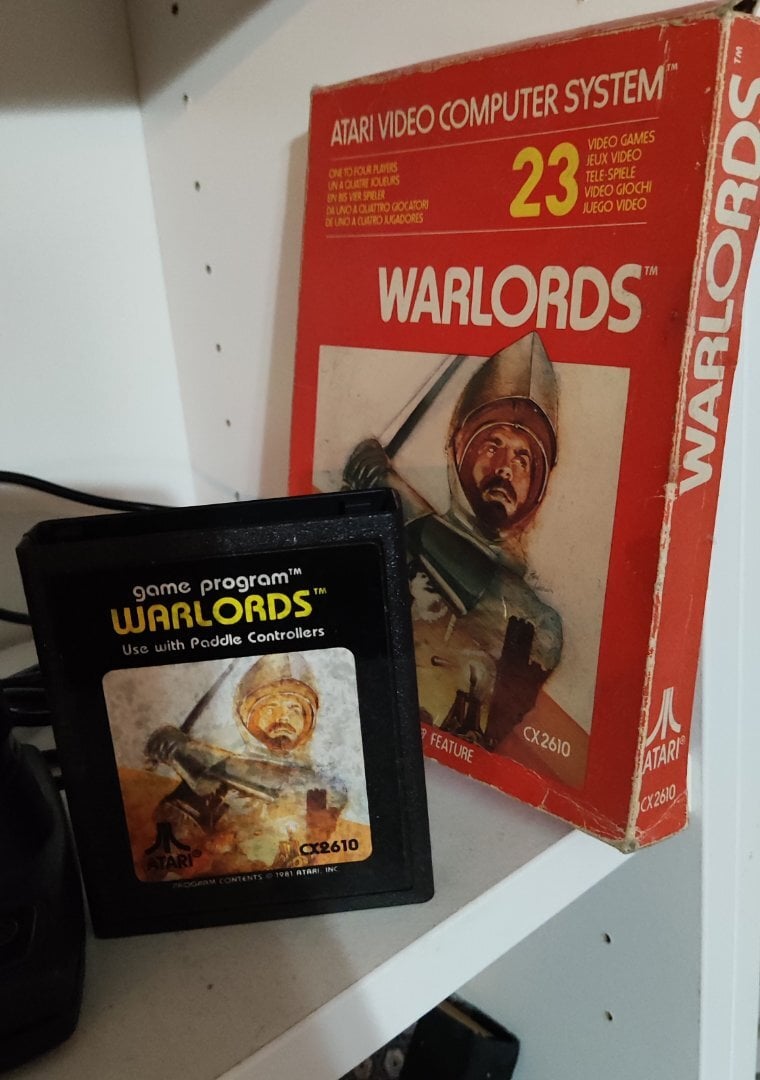 ATARI VIDEO COMPUTER SYSTEM™
ONE TO FOUR PLAYERS
UN A QUATRE JOUEURS
EIN BIS VIER SPIELER
DA UNO A QUATTRO GIOCATORI
DE UNO A CUATRO JUGADORES
23
VIDEO GAMES
JEUX VIDEO
TELE-SPIELE
VIDEO GIOCHI
JUEGO VIDEO
WARLORDS™
CX2610
FEATURE
WARLORDS™
ATARI®
CX2610
game program™
WARLORDS™
Use with Paddle Controllers
ATARI®
CX2610
PROGRAM CONTENTS © 1981 ATARI, INC.